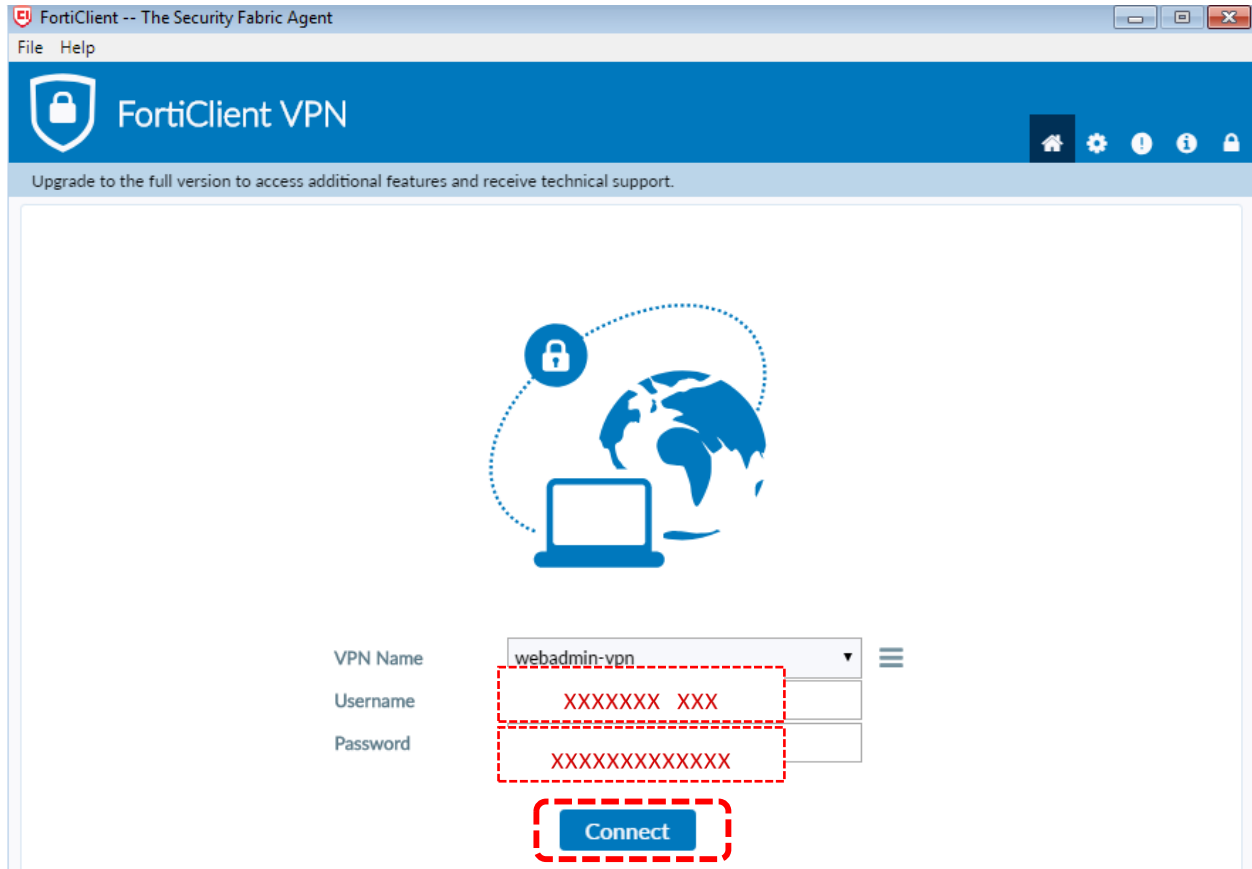 FortiClient -- The Security Fabric Agent
File Help
FortiClient VPN
Upgrade to the full version to access additional features and receive technical support.
VPN Name webadmin-vpn
Username XXXXXXX XXX
Password XXXXXXXXXXXXX
Connect